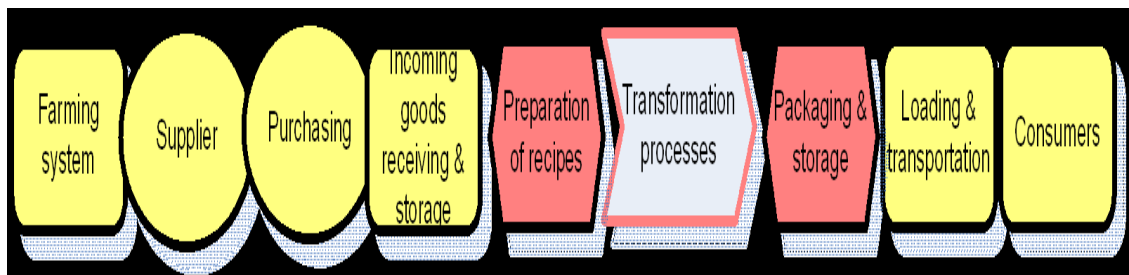 Farming
system
Supplier
Purchasing
Incoming
goods
receiving &
storage
Preparation
of recipes
Transformation
processes
Packaging &
storage
Loading &
transportation
Consumers